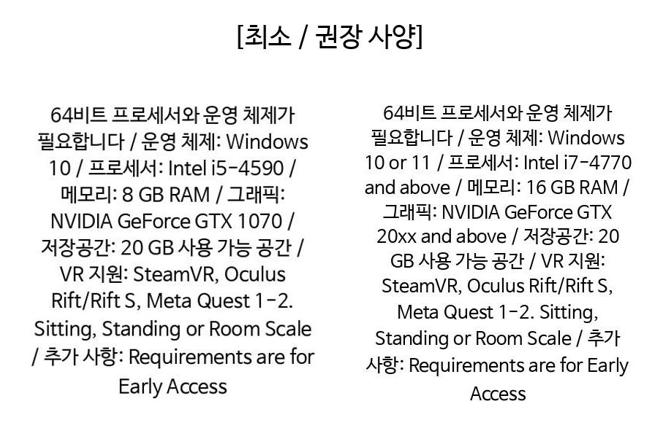 [최소 / 권장 사양]
64비트 프로세서와 운영 체제가
필요합니다 / 운영 체제: Windows
10 / 프로세서: Intel i5-4590 /
메모리: 8 GB RAM / 그래픽:
NVIDIA GeForce GTX 1070 /
저장공간: 20 GB 사용 가능 공간 /
VR 지원: SteamVR, Oculus
Rift/Rift S, Meta Quest 1-2.
Sitting, Standing or Room Scale
/ 추가 사항: Requirements are for
Early Access
64비트 프로세서와 운영 체제가
필요합니다 / 운영 체제: Windows
10 or 11 / 프로세서: Intel i7-4770
and above / 메모리: 16 GB RAM /
그래픽: NVIDIA GeForce GTX
20xx and above / 저장공간: 20
GB 사용 가능 공간 / VR 지원:
SteamVR, Oculus Rift/Rift S,
Meta Quest 1-2. Sitting,
Standing or Room Scale / 추가
사항: Requirements are for Early
Access